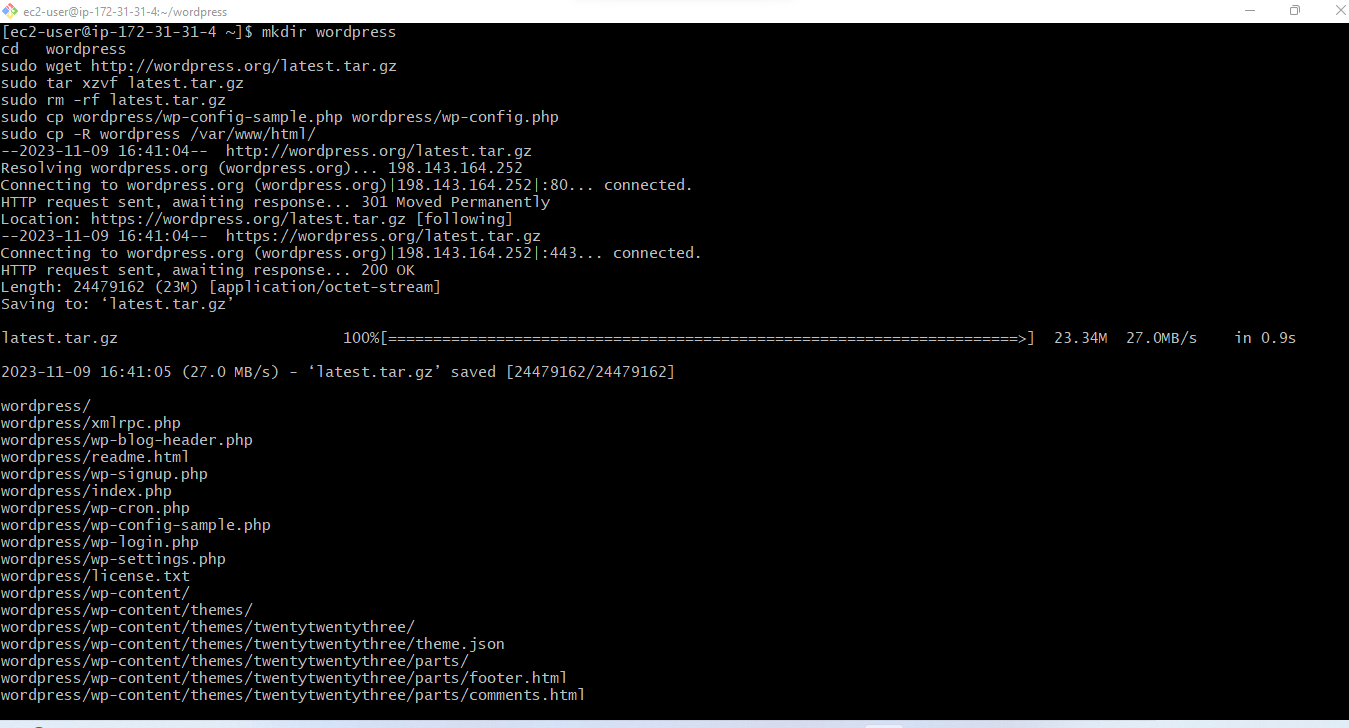 ec2-user@ip-172-31-31-4:~/wordpress
[ec2-user@ip-172-31-31-4 ~]$ mkdir wordpress
cd   wordpress
sudo wget http://wordpress.org/latest.tar.gz
sudo tar xzvf latest.tar.gz
sudo rm -rf latest.tar.gz
sudo cp wordpress/wp-config-sample.php wordpress/wp-config.php
sudo cp -R wordpress /var/www/html/
--2023-11-09 16:41:04--  http://wordpress.org/latest.tar.gz
Resolving wordpress.org (wordpress.org)... 198.143.164.252
Connecting to wordpress.org (wordpress.org)|198.143.164.252|:80... connected.
HTTP request sent, awaiting response... 301 Moved Permanently
Location: https://wordpress.org/latest.tar.gz [following]
--2023-11-09 16:41:04--  https://wordpress.org/latest.tar.gz
Connecting to wordpress.org (wordpress.org)|198.143.164.252|:443... connected.
HTTP request sent, awaiting response... 200 OK
Length: 24479162 (23M) [application/octet-stream]
Saving to: ‘latest.tar.gz’
latest.tar.gz                         100%[======================================================================>]  23.34M  27.0MB/s    in 0.9s
2023-11-09 16:41:05 (27.0 MB/s) - ‘latest.tar.gz’ saved [24479162/24479162]
wordpress/
wordpress/xmlrpc.php
wordpress/wp-blog-header.php
wordpress/readme.html
wordpress/wp-signup.php
wordpress/index.php
wordpress/wp-cron.php
wordpress/wp-config-sample.php
wordpress/wp-login.php
wordpress/wp-settings.php
wordpress/license.txt
wordpress/wp-content/
wordpress/wp-content/themes/
wordpress/wp-content/themes/twentytwentythree/
wordpress/wp-content/themes/twentytwentythree/theme.json
wordpress/wp-content/themes/twentytwentythree/parts/
wordpress/wp-content/themes/twentytwentythree/parts/footer.html
wordpress/wp-content/themes/twentytwentythree/parts/comments.html